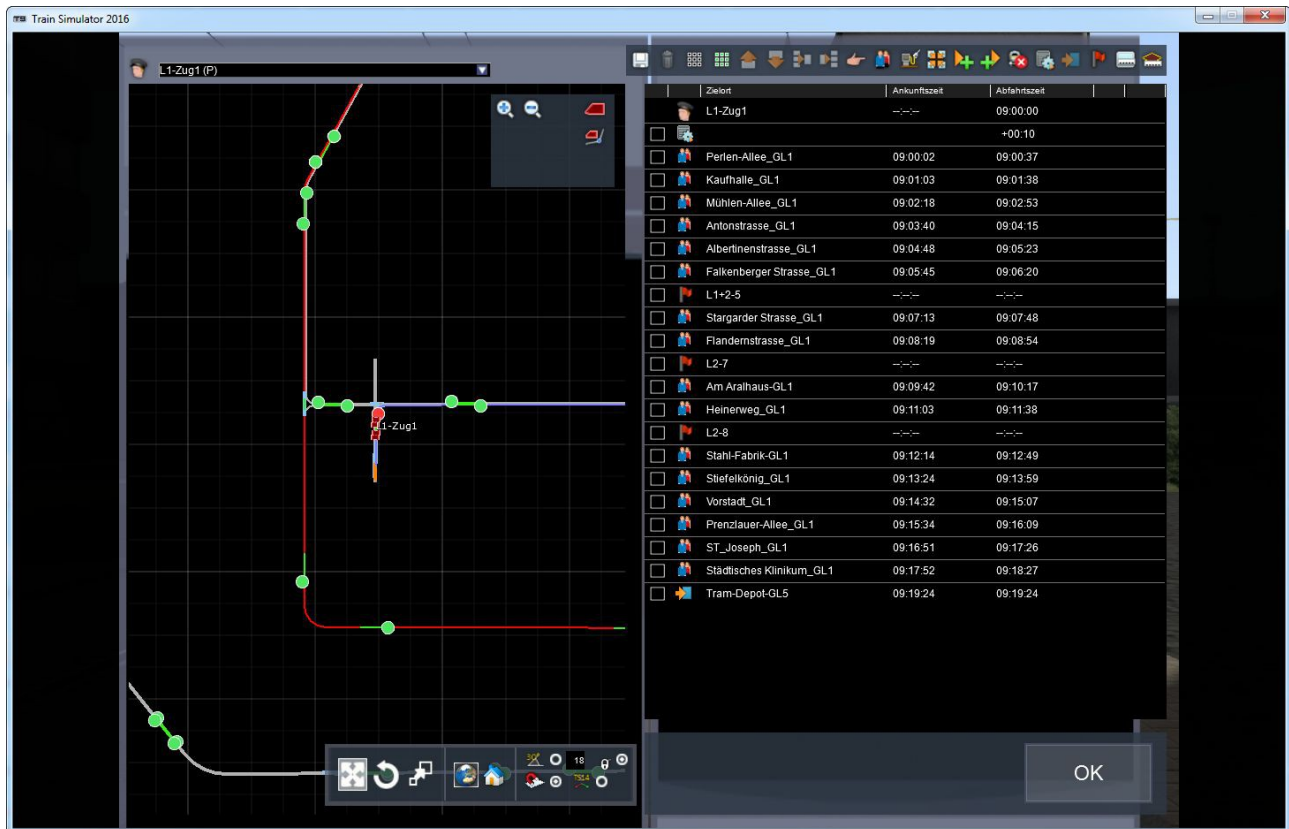 Train Simulator 2016
L1-Zug1 (P)
Zielort Ankunftszeit Abfahrtszeit
L1-Zug1 --:--:-- 09:00:00
+00:10
Perlen-Allee_GL1 09:00:02 09:00:37
Kaufhalle_GL1 09:01:03 09:01:38
Mühlen-Allee_GL1 09:02:18 09:02:53
Antonstrasse_GL1 09:03:40 09:04:15
Albertinenstrasse_GL1 09:04:48 09:05:23
Falkenberger Strasse_GL1 09:05:45 09:06:20
L1+2-5 --:--:-- --:--:--
Stargarder Strasse_GL1 09:07:13 09:07:48
Flandernstrasse_GL1 09:08:19 09:08:54
L2-7 --:--:-- --:--:--
Am Aralhaus-GL1 09:09:42 09:10:17
Heinerweg_GL1 09:11:03 09:11:38
L2-8 --:--:-- --:--:--
Stahl-Fabrik-GL1 09:12:14 09:12:49
Stiefelkönig_GL1 09:13:24 09:13:59
Vorstadt_GL1 09:14:32 09:15:07
Prenzlauer-Allee_GL1 09:15:34 09:16:09
ST_Joseph_GL1 09:16:51 09:17:26
Städtisches Klinikum_GL1 09:17:52 09:18:27
Tram-Depot-GL5 09:19:24 09:19:24
L1-Zug1
18
TS14
OK